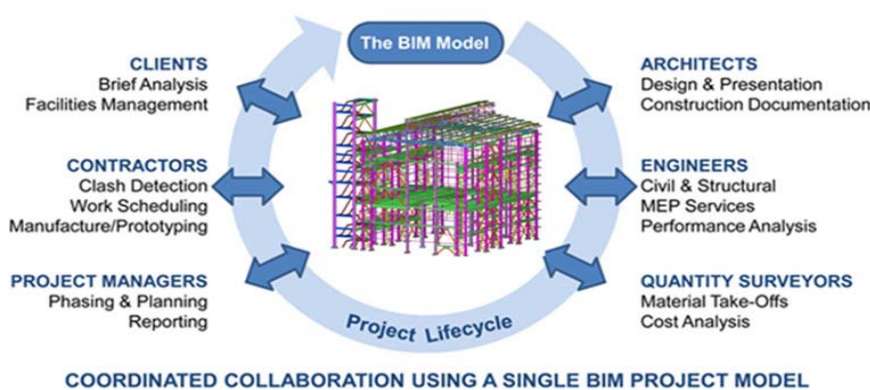 The BIM Model
CLIENTS
Brief Analysis
Facilities Management
CONTRACTORS
Clash Detection
Work Scheduling
Manufacture/Prototyping
PROJECT MANAGERS
Phasing & Planning
Reporting
ARCHITECTS
Design & Presentation
Construction Documentation
ENGINEERS
Civil & Structural
MEP Services
Performance Analysis
QUANTITY SURVEYORS
Material Take-Offs
Cost Analysis
Project Lifecycle
COORDINATED COLLABORATION USING A SINGLE BIM PROJECT MODEL